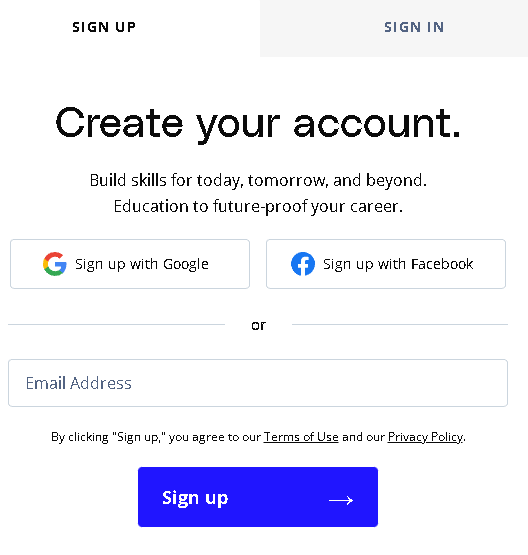 SIGN UP
SIGN IN
Create your account.
Build skills for today, tomorrow, and beyond.
Education to future-proof your career.
Sign up with Google
Sign up with Facebook
or
Email Address
By clicking "Sign up," you agree to our Terms of Use and our Privacy Policy.
Sign up →